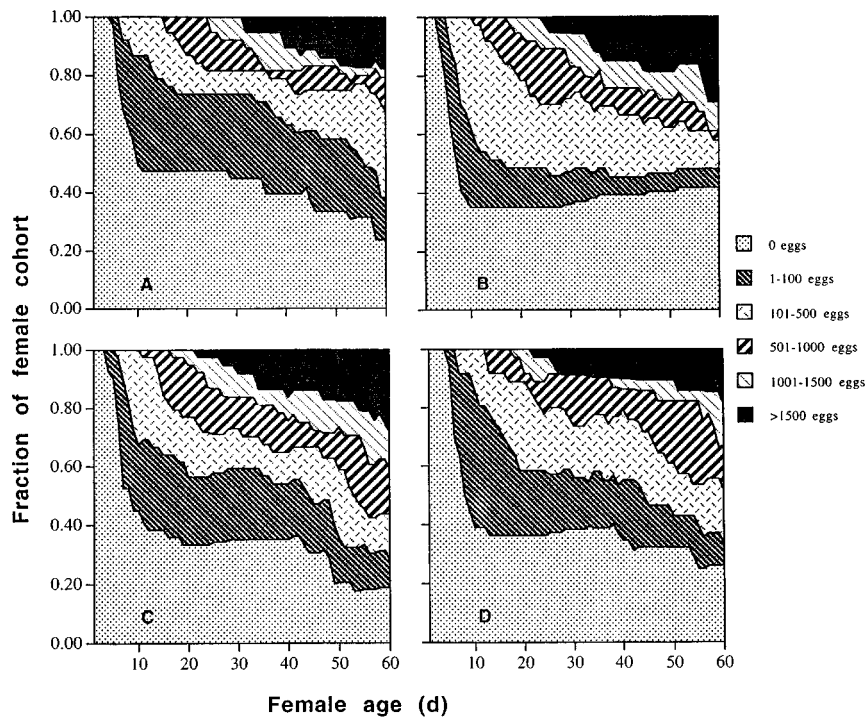 Fraction of female cohort
1.00
0.80
0.60
0.40
0.20
0.00
A
B
1.00
0.80
0.60
0.40
0.20
0.00
C
D
10 20 30 40 50 60
10 20 30 40 50 60
Female age (d)
0 eggs
1-100 eggs
101-500 eggs
501-1000 eggs
1001-1500 eggs
>1500 eggs